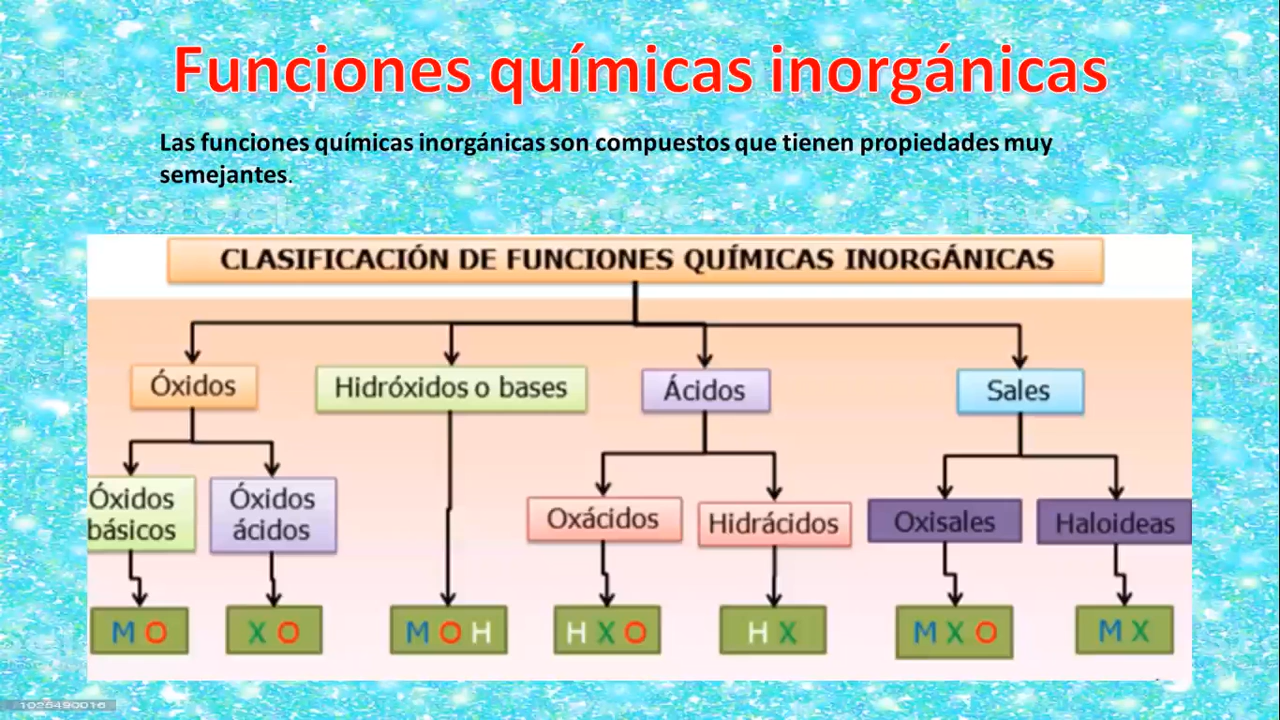 Funciones químicas inorgánicas
Las funciones químicas inorgánicas son compuestos que tienen propiedades muy
semejantes.
CLASIFICACIÓN DE FUNCIONES QUÍMICAS INORGÁNICAS
Óxidos
Hidróxidos o bases
Ácidos
Sales
Óxidos
básicos
Óxidos
ácidos
Oxácidos
Hidrácidos
Oxisales
Haloideas
M O
X O
M O H
H X O
H X
M X O
M X
1025490016